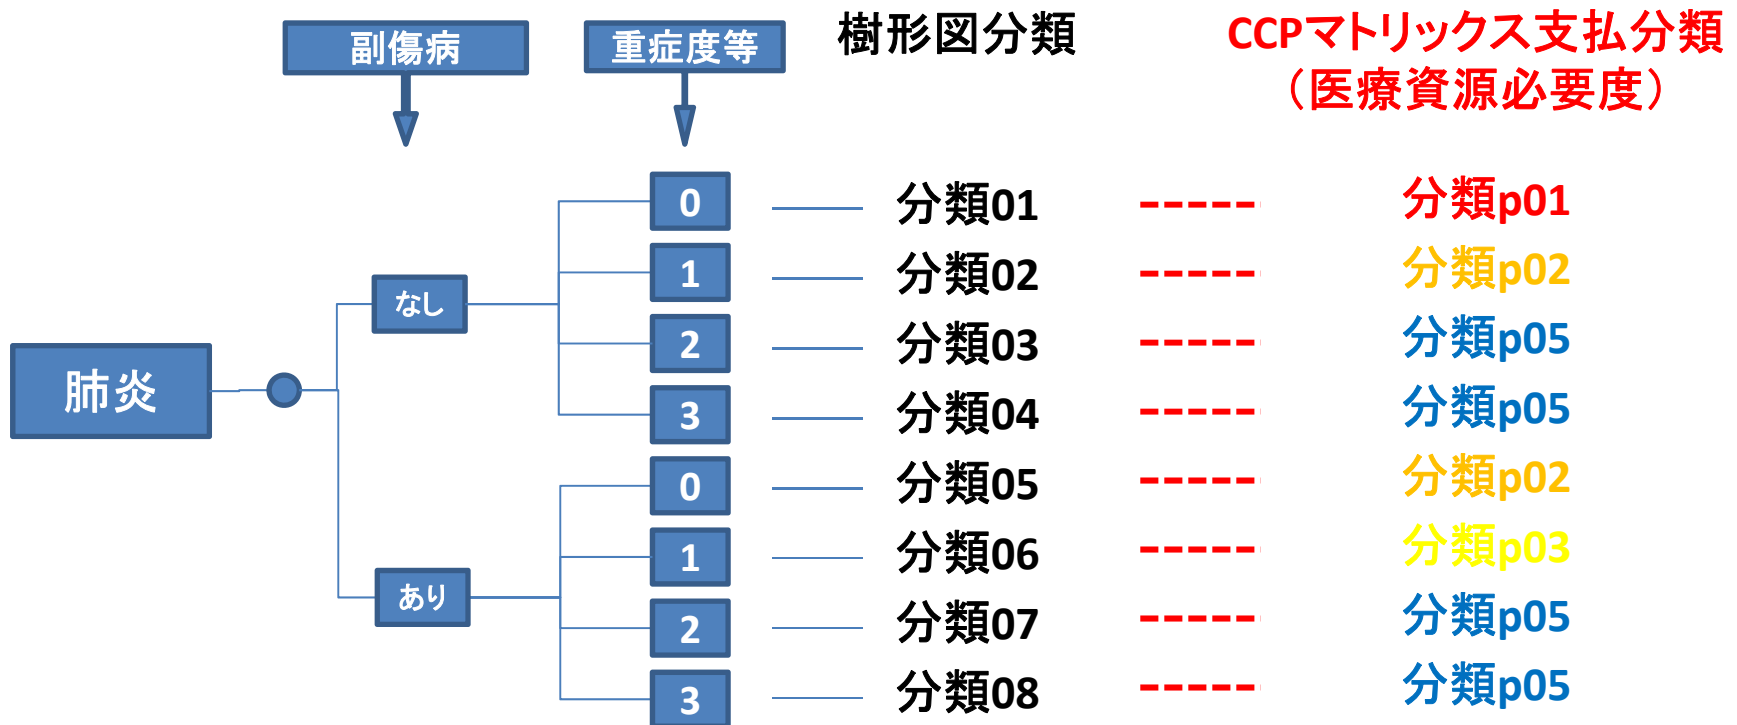 副傷病
重症度等
樹形図分類
CCPマトリックス支払分類
（医療資源必要度）
0 分類01 分類p01
1 分類02 分類p02
なし
2 分類03 分類p05
肺炎
3 分類04 分類p05
0 分類05 分類p02
1 分類06 分類p03
あり
2 分類07 分類p05
3 分類08 分類p05